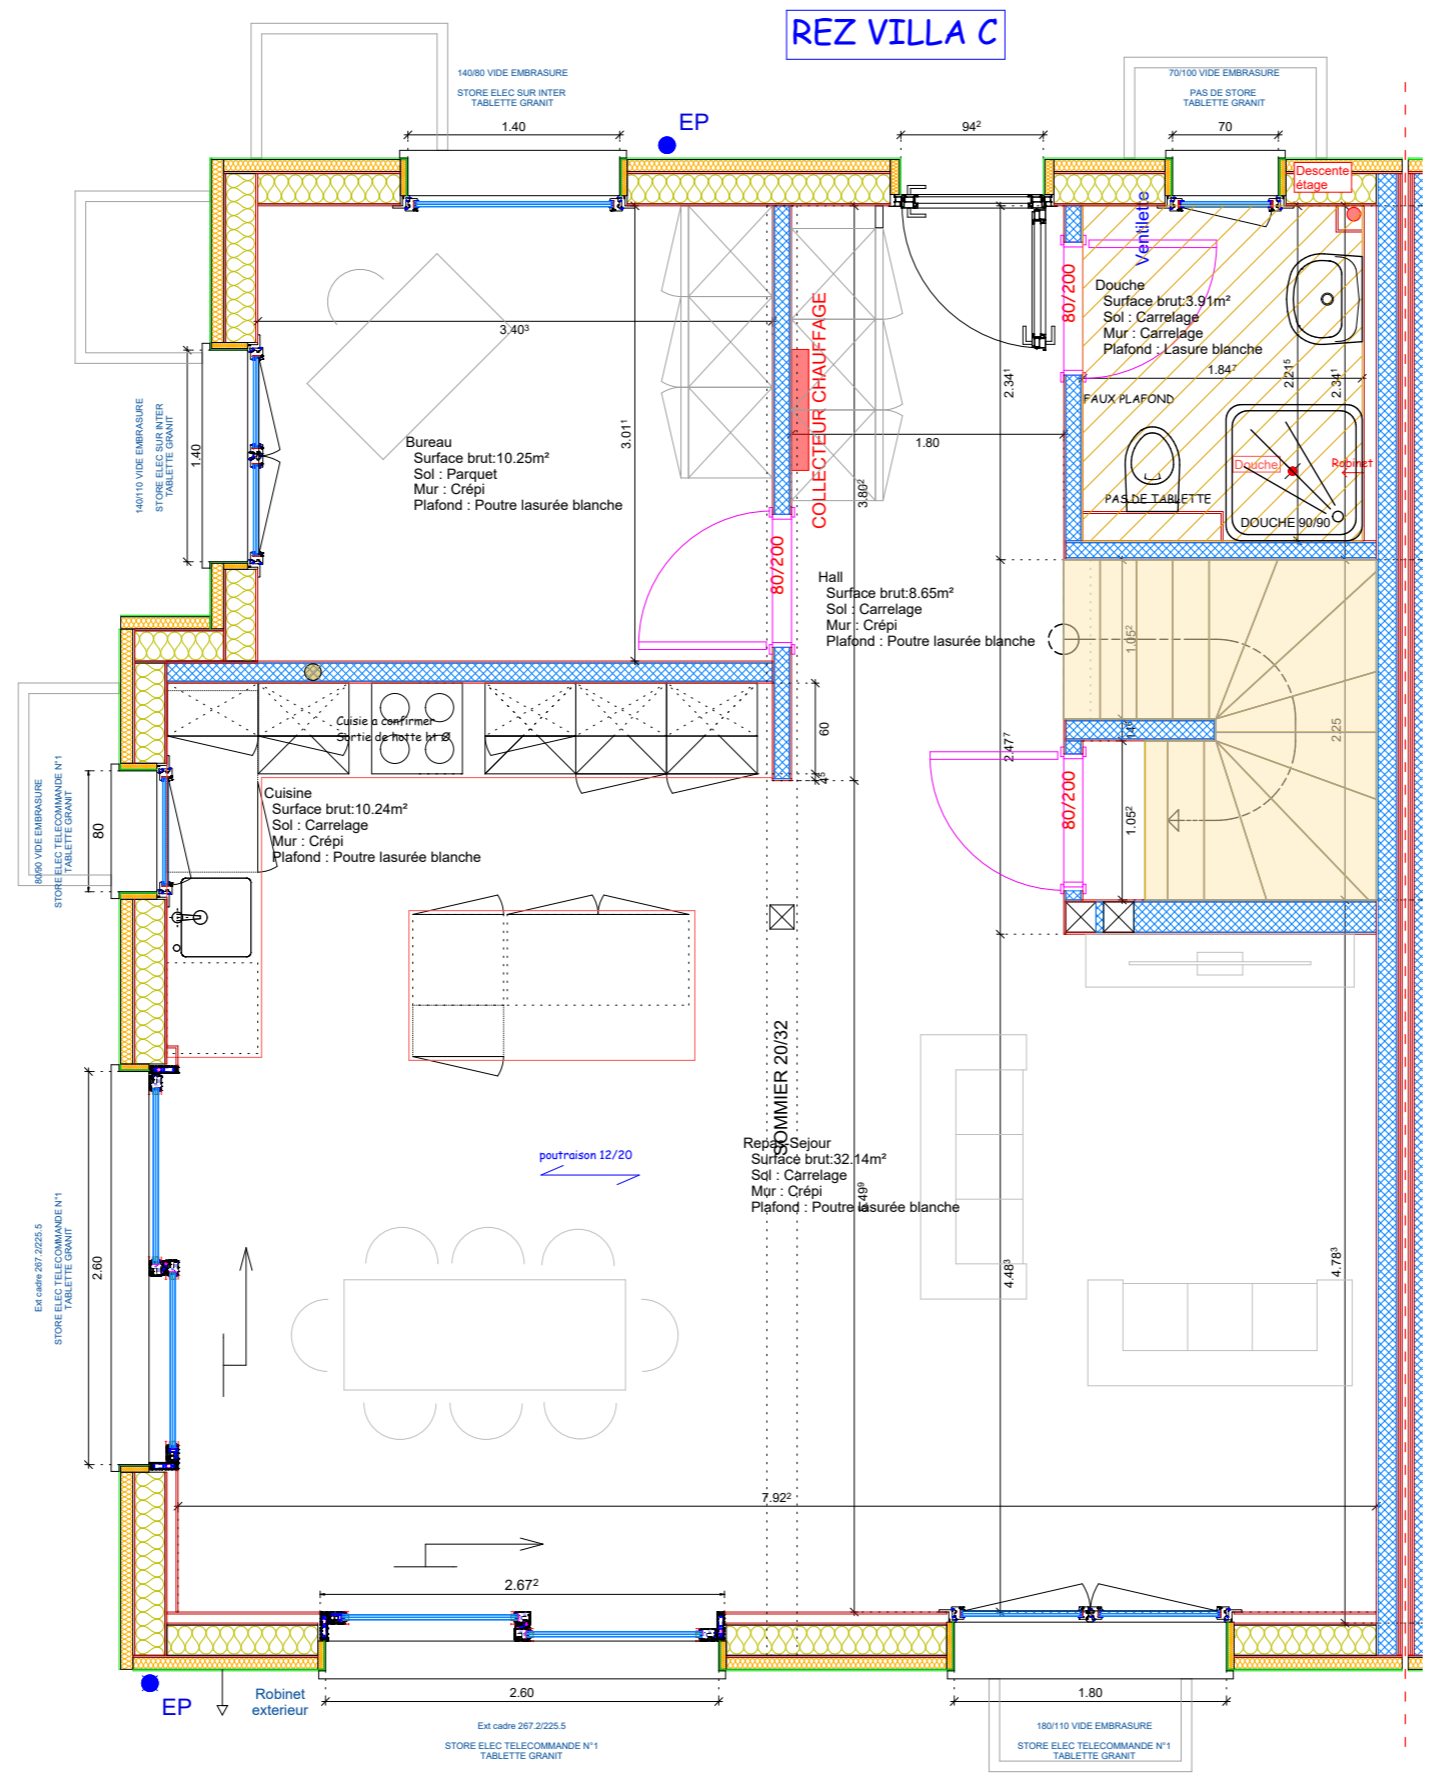 REZ VILLA C
140/80 VIDE EMBRASURE
STORE ELEC SUR INTER
TABLETTE GRANIT
70/100 VIDE EMBRASURE
PAS DE STORE
TABLETTE GRANIT
EP
1.40
94²
70
Descente
étage
Ventilette
Douche
Surface brut:3.91m²
Sol : Carrelage
Mur : Carrelage
Plafond : Lasure blanche
80/200
3.40³
COLLECTEUR CHAUFFAGE
2.34¹
1.84⁷
2.21⁵
2.34¹
FAUX PLAFOND
140/110 VIDE EMBRASURE
STORE ELEC SUR INTER
TABLETTE GRANIT
1.40
3.01¹
1.80
Bureau
Surface brut:10.25m²
Sol : Parquet
Mur : Crépi
Plafond : Poutre lasurée blanche
3.80²
Douche
Robinet
PAS DE TABLETTE
DOUCHE 90/90
80/200
Hall
Surface brut:8.65m²
Sol : Carrelage
Mur : Crépi
Plafond : Poutre lasurée blanche
1.05²
2.25
Cuisie a confirmer
Sortie de hotte ht Ø
60
2.47⁷
80/90 VIDE EMBRASURE
STORE ELEC TELECOMMANDE N°1
TABLETTE GRANIT
80
Cuisine
Surface brut:10.24m²
Sol : Carrelage
Mur : Crépi
Plafond : Poutre lasurée blanche
80/200
1.05²
SOMMIER 20/32
Repas-Sejour
Surface brut:32.14m²
Sol : Carrelage
Mur : Crépi
Plafond : Poutre lasurée blanche
poutraison 12/20
Ext cadre 267.2/225.5
STORE ELEC TELECOMMANDE N°1
TABLETTE GRANIT
2.60
4.48³
4.78³
7.92²
2.67²
EP
Robinet
exterieur
2.60
1.80
Ext cadre 267.2/225.5
STORE ELEC TELECOMMANDE N°1
TABLETTE GRANIT
180/110 VIDE EMBRASURE
STORE ELEC TELECOMMANDE N°1
TABLETTE GRANIT